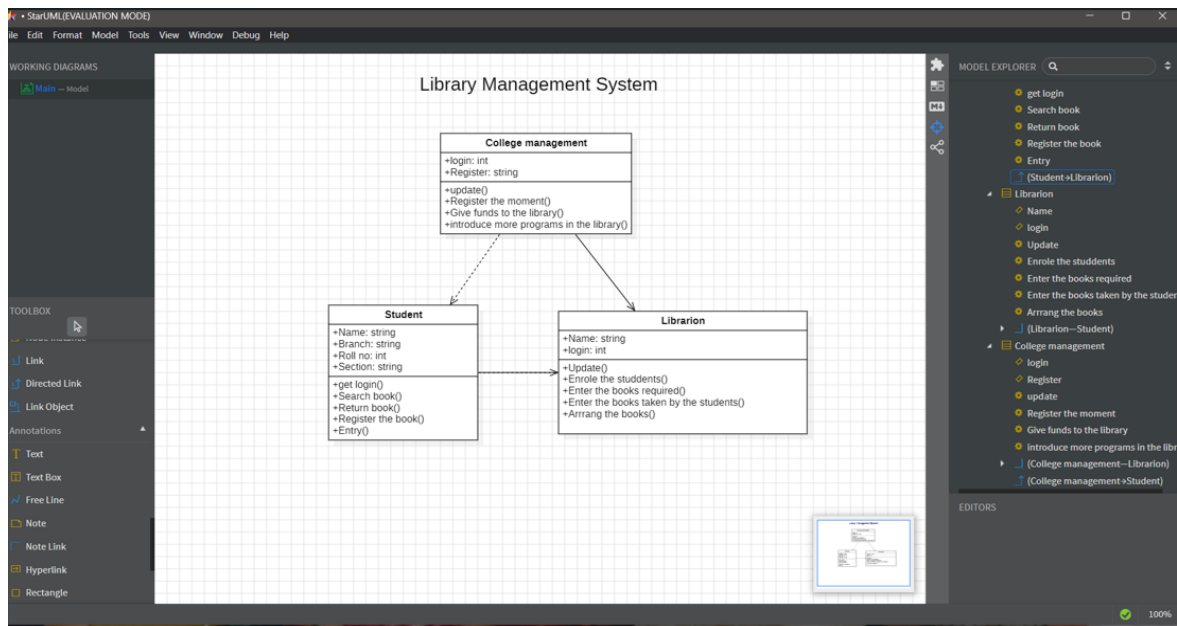 • StarUML(EVALUATION MODE)
ile Edit Format Model Tools View Window Debug Help
WORKING DIAGRAMS
Main — Model
TOOLBOX
Link
Directed Link
Link Object
Annotations
Text
Text Box
Free Line
Note
Note Link
Hyperlink
Rectangle
Library Management System
College management
+login: int
+Register: string
+update()
+Register the moment()
+Give funds to the library()
+introduce more programs in the library()
Student
+Name: string
+Branch: string
+Roll no: int
+Section: string
+get login()
+Search book()
+Return book()
+Register the book()
+Entry()
Librarion
+Name: string
+login: int
+Update()
+Enrole the studdents()
+Enter the books required()
+Enter the books taken by the students()
+Arrrang the books()
MODEL EXPLORER
get login
Search book
Return book
Register the book
Entry
(Student→Librarion)
Librarion
Name
login
Update
Enrole the studdents
Enter the books required
Enter the books taken by the studer
Arrrang the books
(Librarion—Student)
College management
login
Register
update
Register the moment
Give funds to the library
introduce more programs in the libr
(College management—Librarion)
(College management→Student)
EDITORS
100%